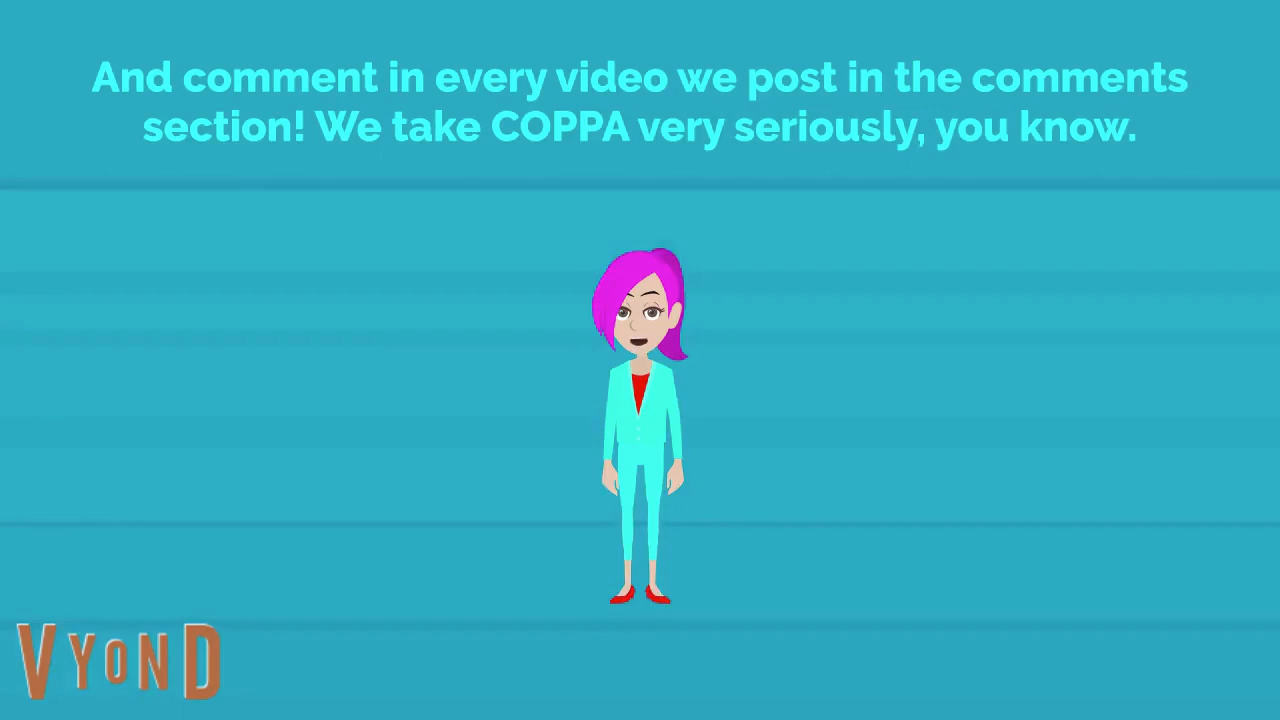 And comment in every video we post in the comments
section! We take COPPA very seriously, you know.
VYOND